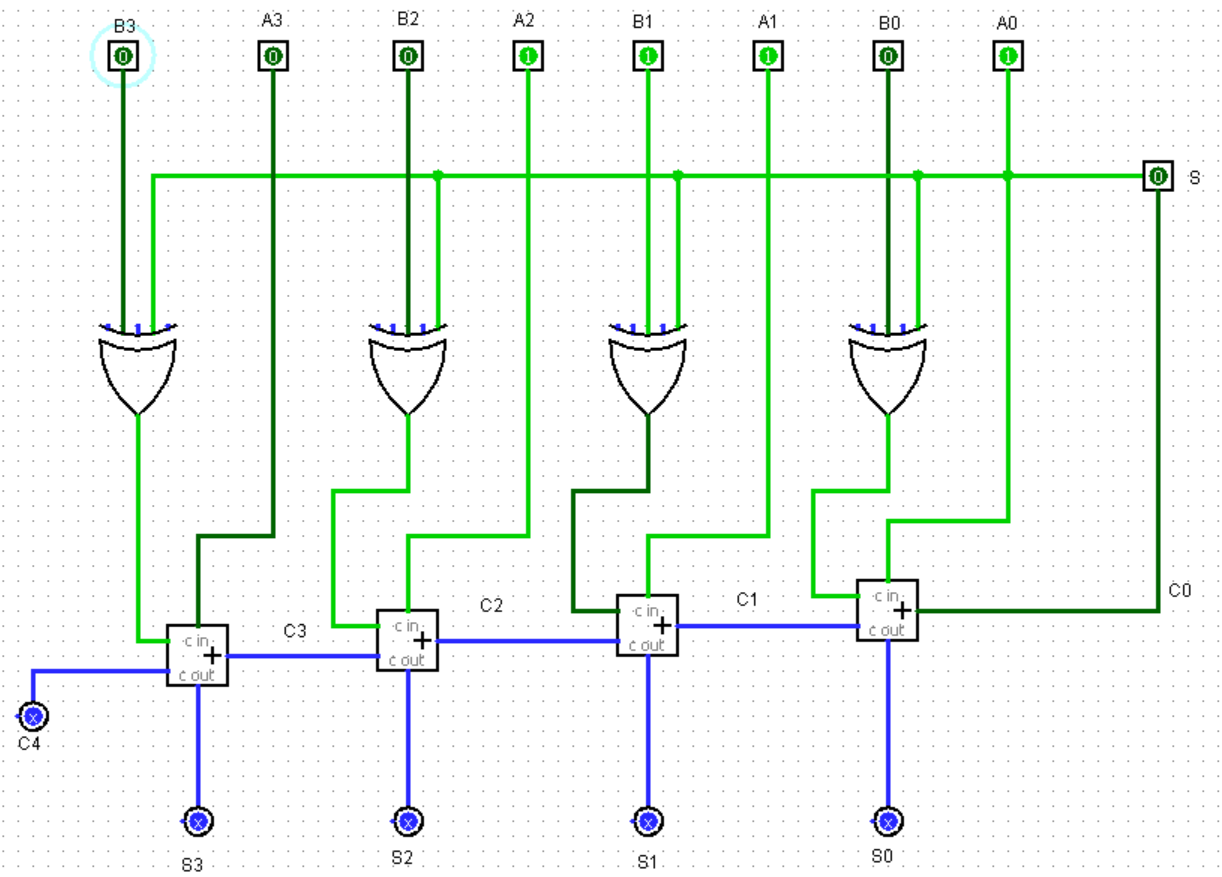 B3 A3 B2 A2 B1 A1 B0 A0
0 0 0 1 1 1 0 1
0 S
c in C0
C1
c in
C2
c in
c out
C3
c in
c out
c out
c out
x
C4
x x x x
S3 S2 S1 S0